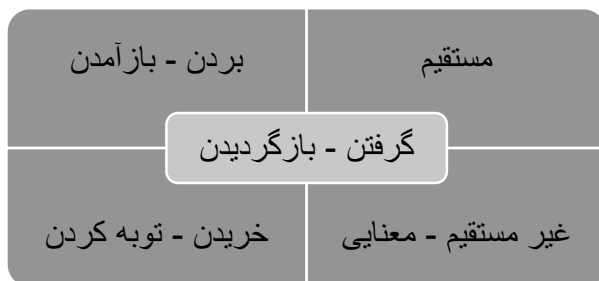 مستقیم
بردن - بازآمدن
گرفتن - بازگردیدن
غیر مستقیم - معنایی
خریدن - توبه کردن